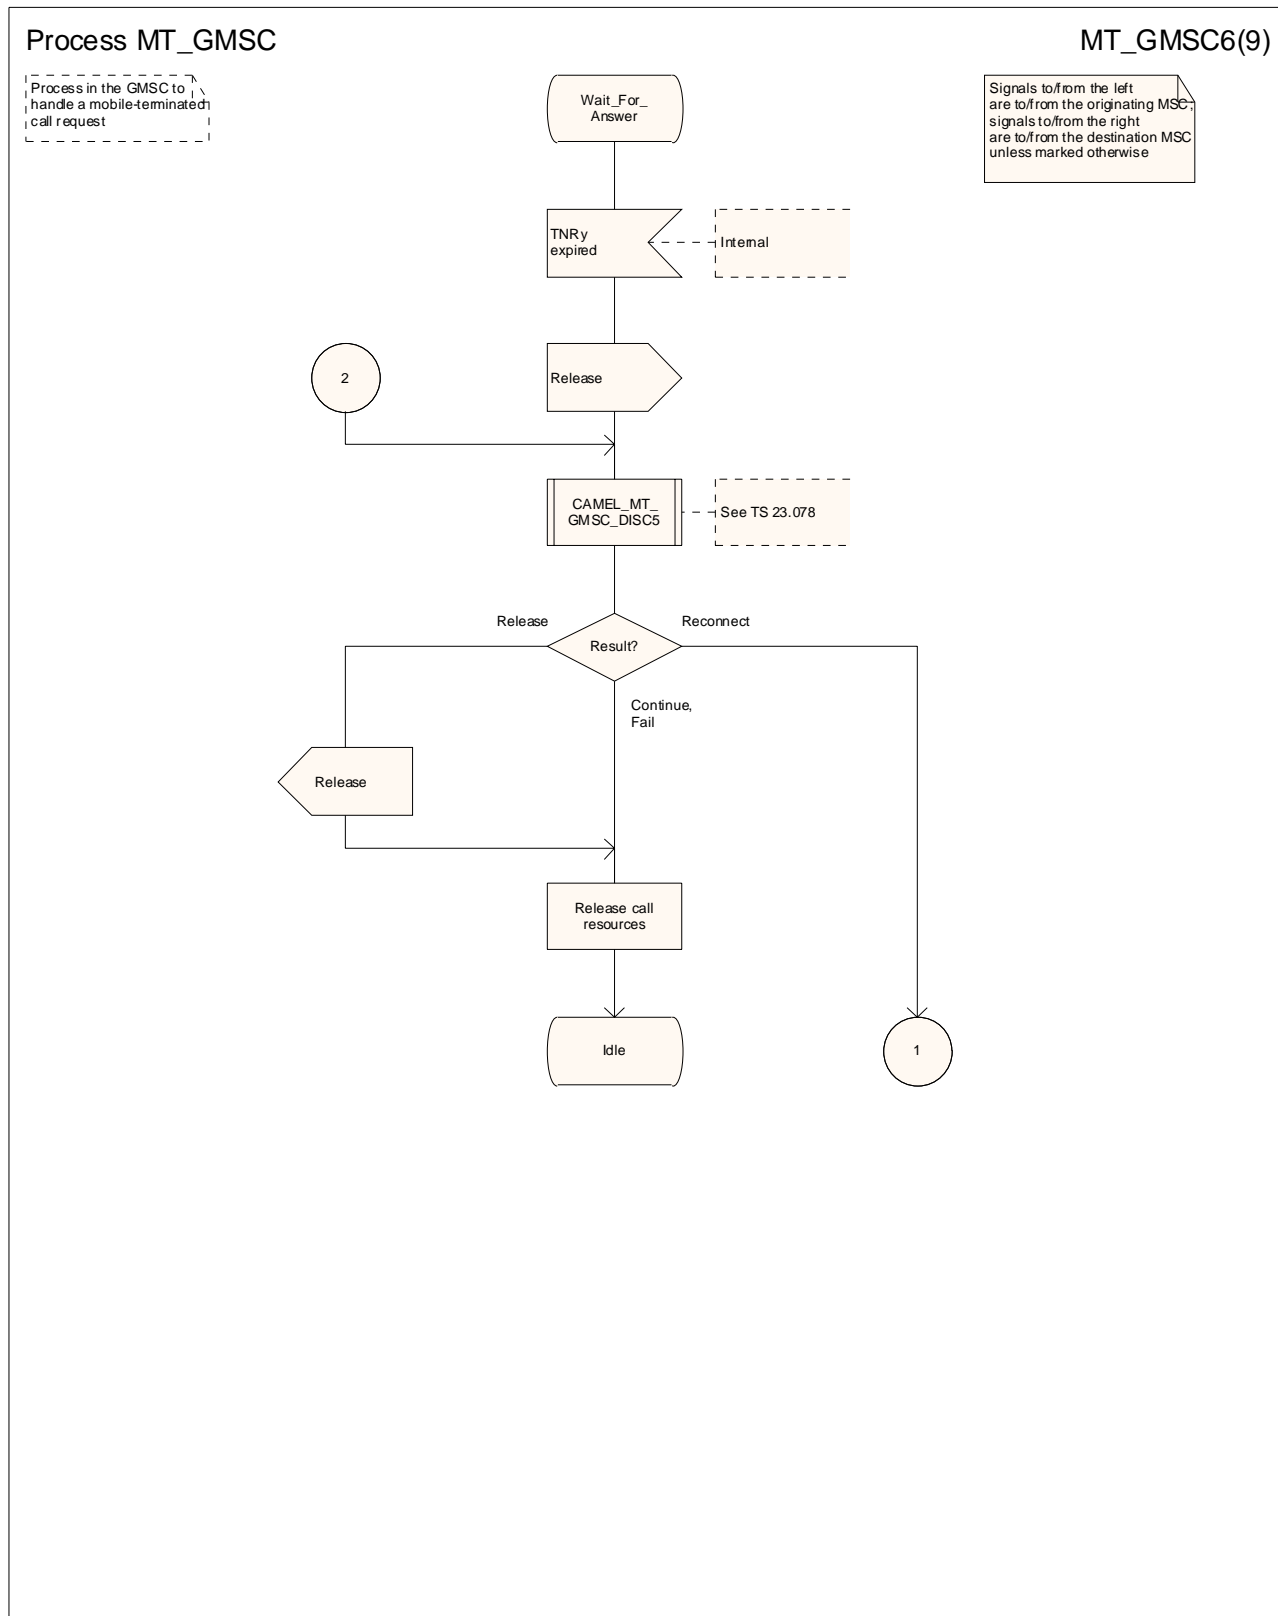 Process MT_GMSC
MT_GMSC6(9)
Process in the GMSC to
handle a mobile-terminated
call request
Signals to/from the left
are to/from the originating MSC;
signals to/from the right
are to/from the destination MSC
unless marked otherwise
Wait_For_
Answer
TNRy
expired
Internal
2
Release
CAMEL_MT_
GMSC_DISC5
See TS 23.078
Release
Reconnect
Result?
Continue,
Fail
Release
Release call
resources
Idle
1